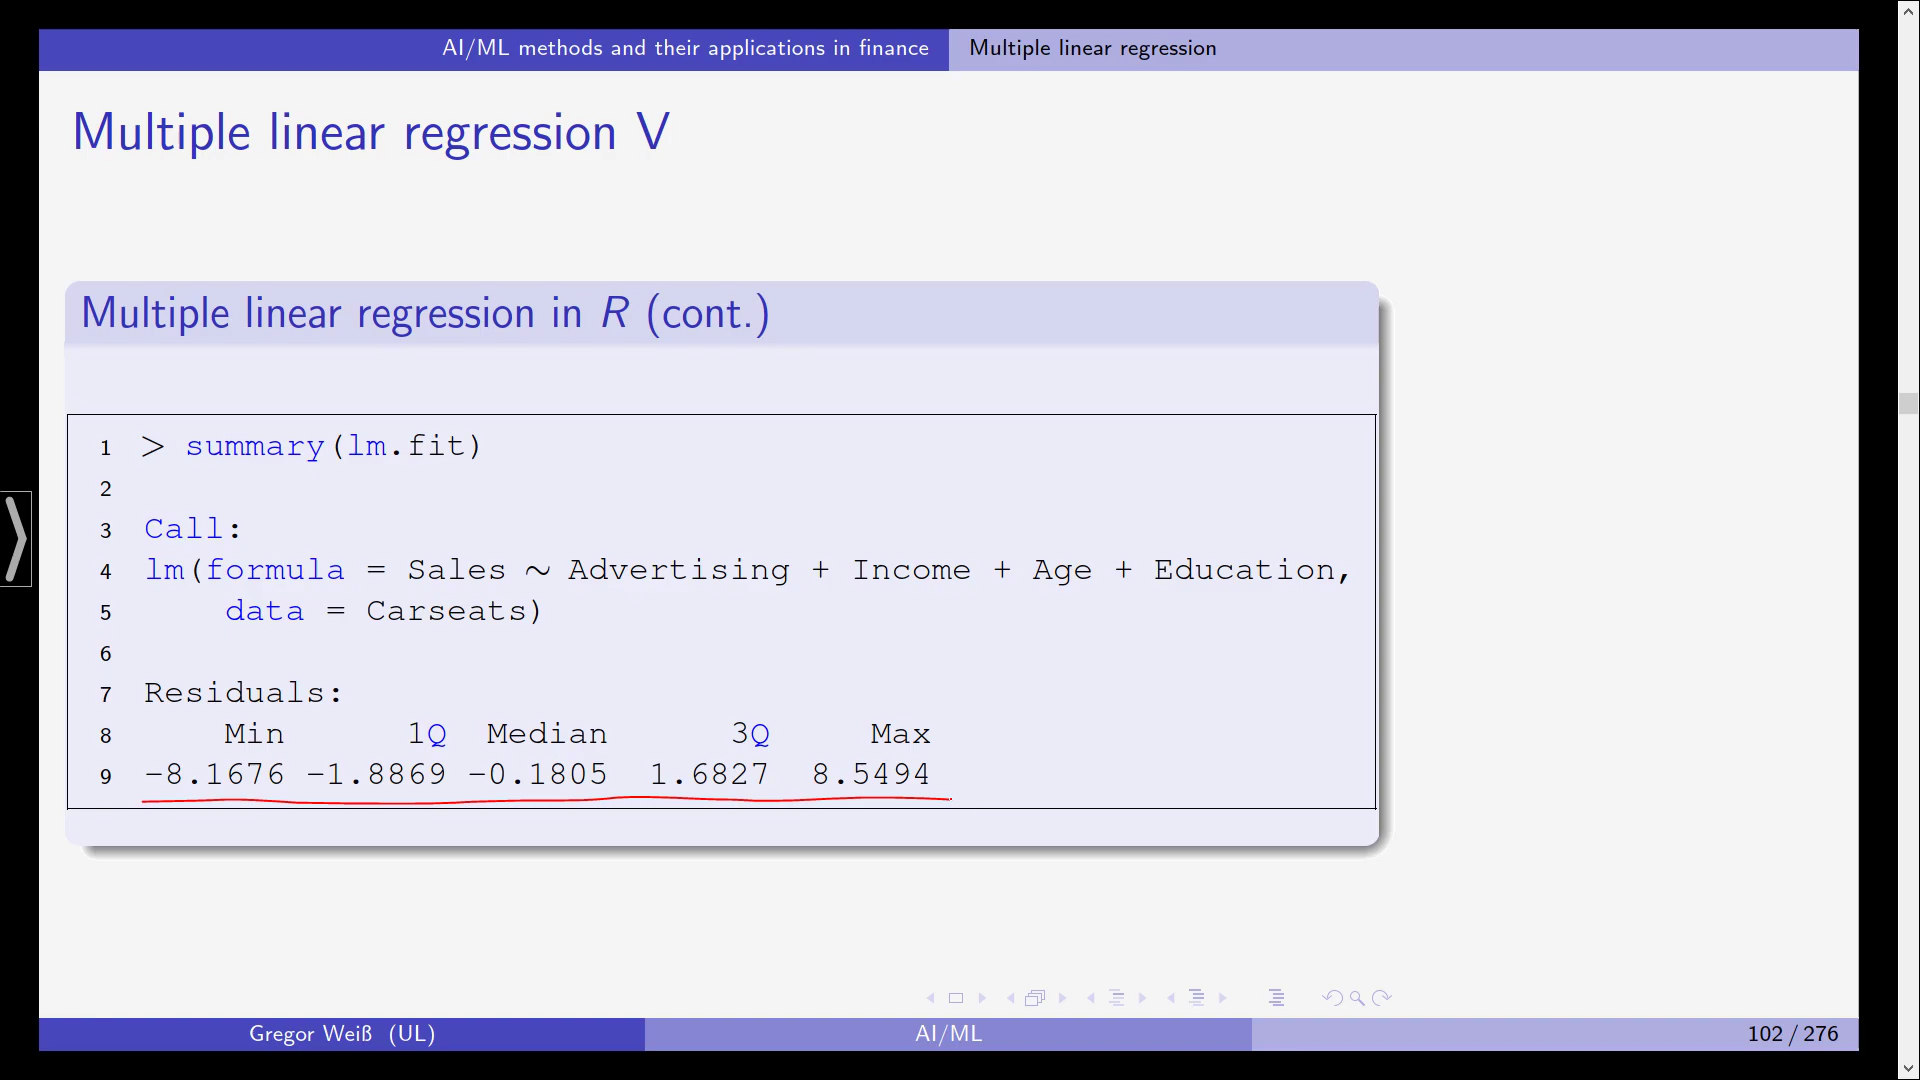 AI/ML methods and their applications in finance Multiple linear regression
Multiple linear regression V
Multiple linear regression in R (cont.)
1 > summary(lm.fit)
2
3 Call:
4 lm(formula = Sales ∼ Advertising + Income + Age + Education,
5 data = Carseats)
6
7 Residuals:
8 Min 1Q Median 3Q Max
9 −8.1676 −1.8869 −0.1805 1.6827 8.5494
Gregor Weiß (UL) AI/ML 102 / 276